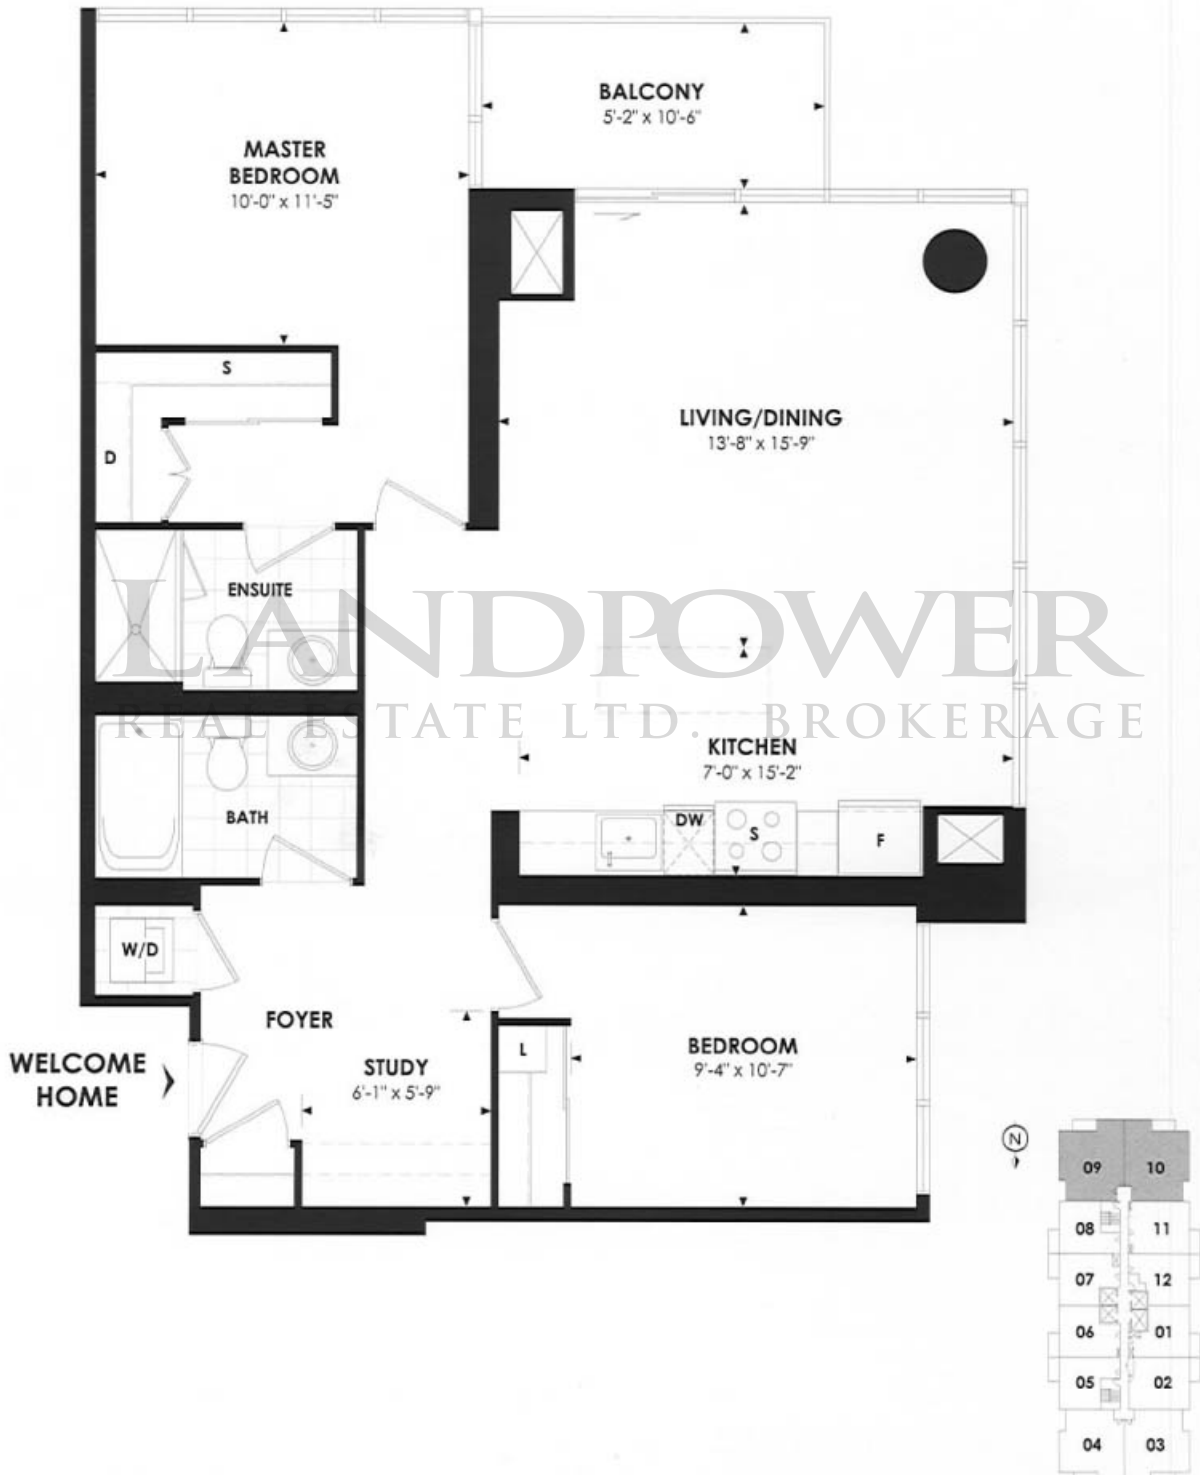 BALCONY
5'-2" x 10'-6"
MASTER
BEDROOM
10'-0" x 11'-5"
S
D
LIVING/DINING
13'-8" x 15'-9"
ENSUITE
LANDPOWER
REAL ESTATE LTD. BROKERAGE
KITCHEN
7'-0" x 15'-2"
BATH
DW
S
F
W/D
FOYER
WELCOME
HOME
STUDY
6'-1" x 5'-9"
L
BEDROOM
9'-4" x 10'-7"
N
09 10
08 11
07 12
06 01
05 02
04 03